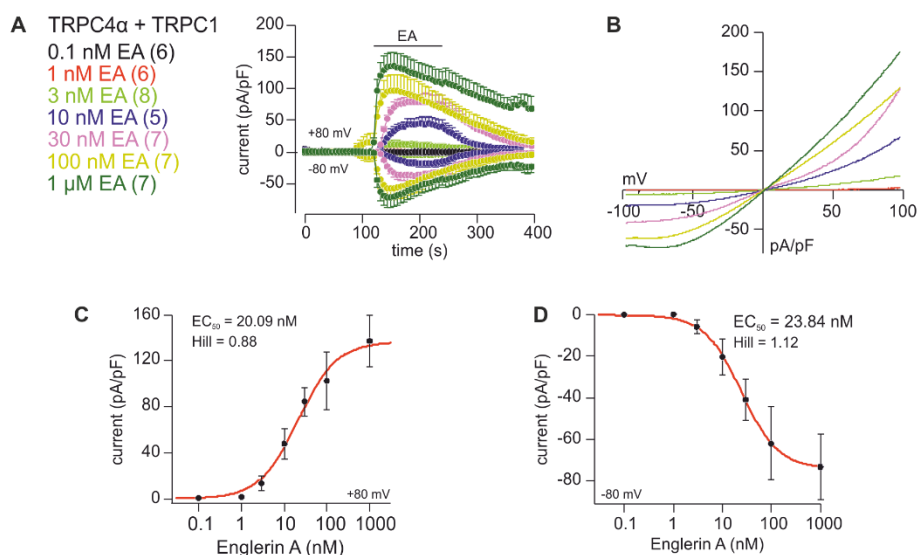 A
TRPC4α + TRPC1
0.1 nM EA (6)
1 nM EA (6)
3 nM EA (8)
10 nM EA (5)
30 nM EA (7)
100 nM EA (7)
1 µM EA (7)
EA
200
150
100
50
0
-50
current (pA/pF)
+80 mV
-80 mV
0
100
200
300
400
time (s)
B
200
150
100
50
-50
mV
-100
-50
50
100
pA/pF
C
EC₅₀ = 20.09 nM
Hill = 0.88
160
120
80
40
0
current (pA/pF)
+80 mV
0.1
1
10
100
1000
Englerin A (nM)
D
EC₅₀ = 23.84 nM
Hill = 1.12
0
-20
-40
-60
-80
current (pA/pF)
-80 mV
0.1
1
10
100
1000
Englerin A (nM)